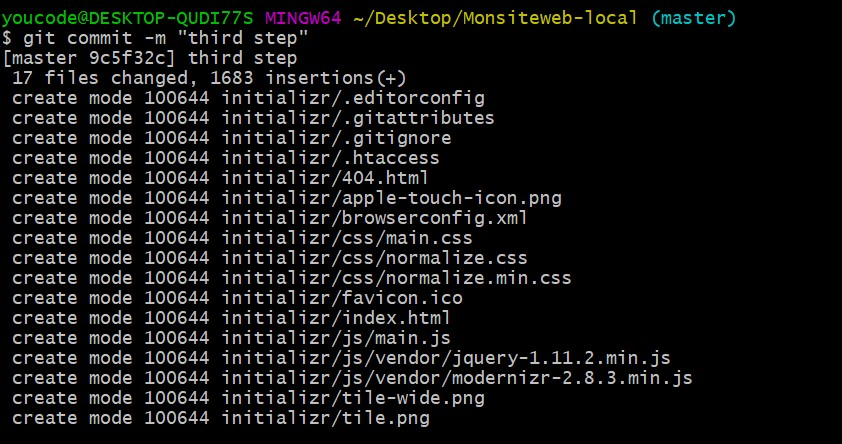 youcode@DESKTOP-QUDI77S MINGW64 ~/Desktop/Monsiteweb-local (master)
$ git commit -m "third step"
[master 9c5f32c] third step
 17 files changed, 1683 insertions(+)
 create mode 100644 initializr/.editorconfig
 create mode 100644 initializr/.gitattributes
 create mode 100644 initializr/.gitignore
 create mode 100644 initializr/.htaccess
 create mode 100644 initializr/404.html
 create mode 100644 initializr/apple-touch-icon.png
 create mode 100644 initializr/browserconfig.xml
 create mode 100644 initializr/css/main.css
 create mode 100644 initializr/css/normalize.css
 create mode 100644 initializr/css/normalize.min.css
 create mode 100644 initializr/favicon.ico
 create mode 100644 initializr/index.html
 create mode 100644 initializr/js/main.js
 create mode 100644 initializr/js/vendor/jquery-1.11.2.min.js
 create mode 100644 initializr/js/vendor/modernizr-2.8.3.min.js
 create mode 100644 initializr/tile-wide.png
 create mode 100644 initializr/tile.png